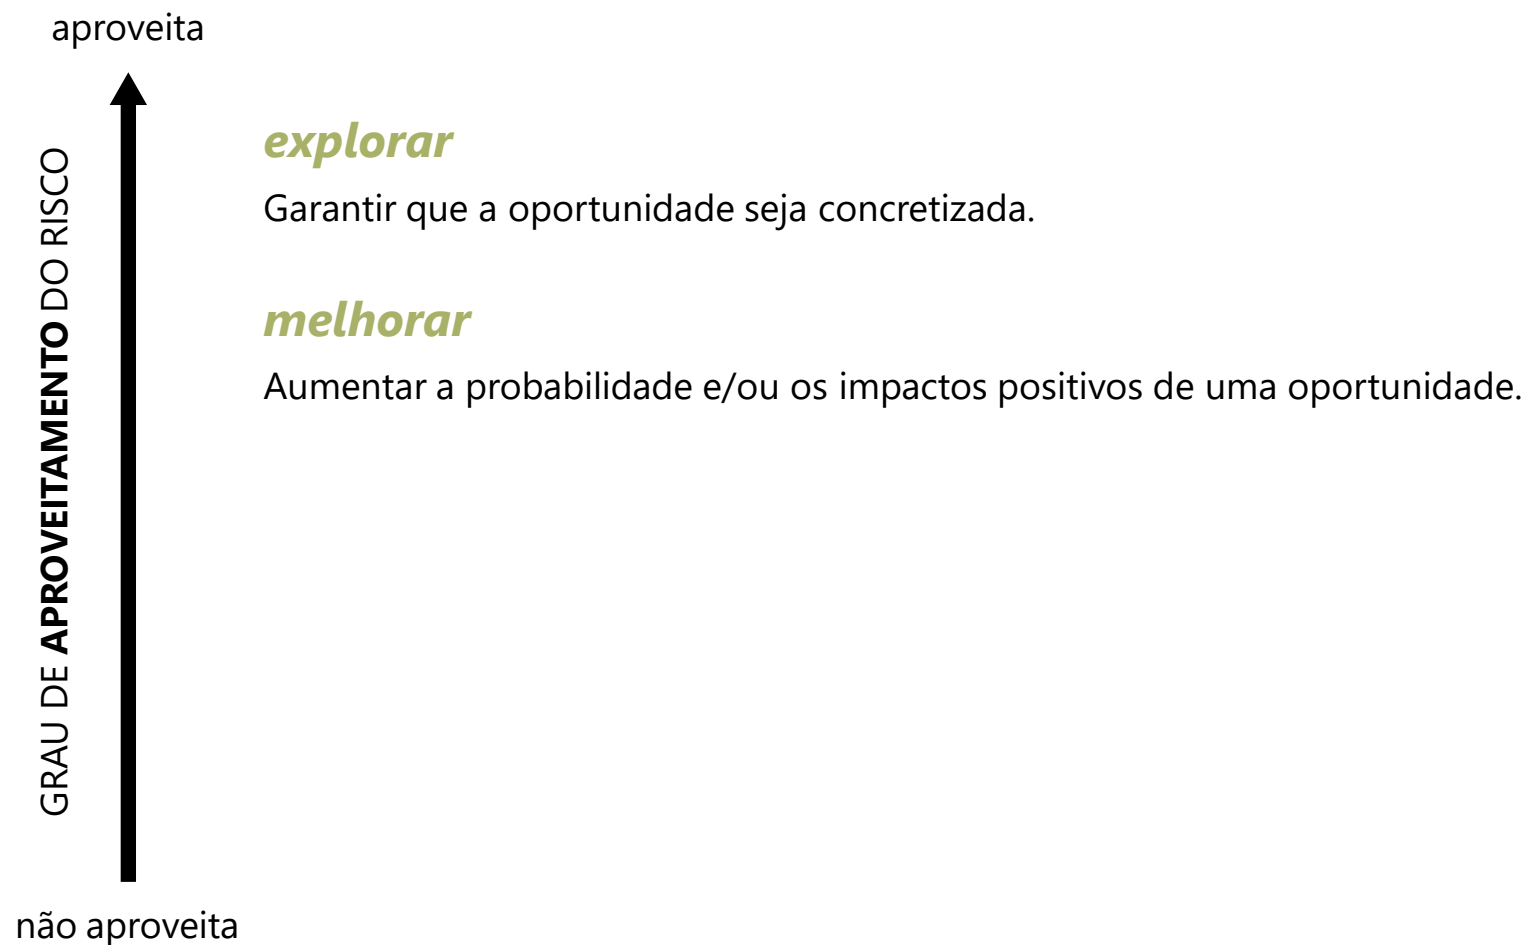 aproveita
GRAU DE APROVEITAMENTO DO RISCO
explorar
Garantir que a oportunidade seja concretizada.
melhorar
Aumentar a probabilidade e/ou os impactos positivos de uma oportunidade.
não aproveita